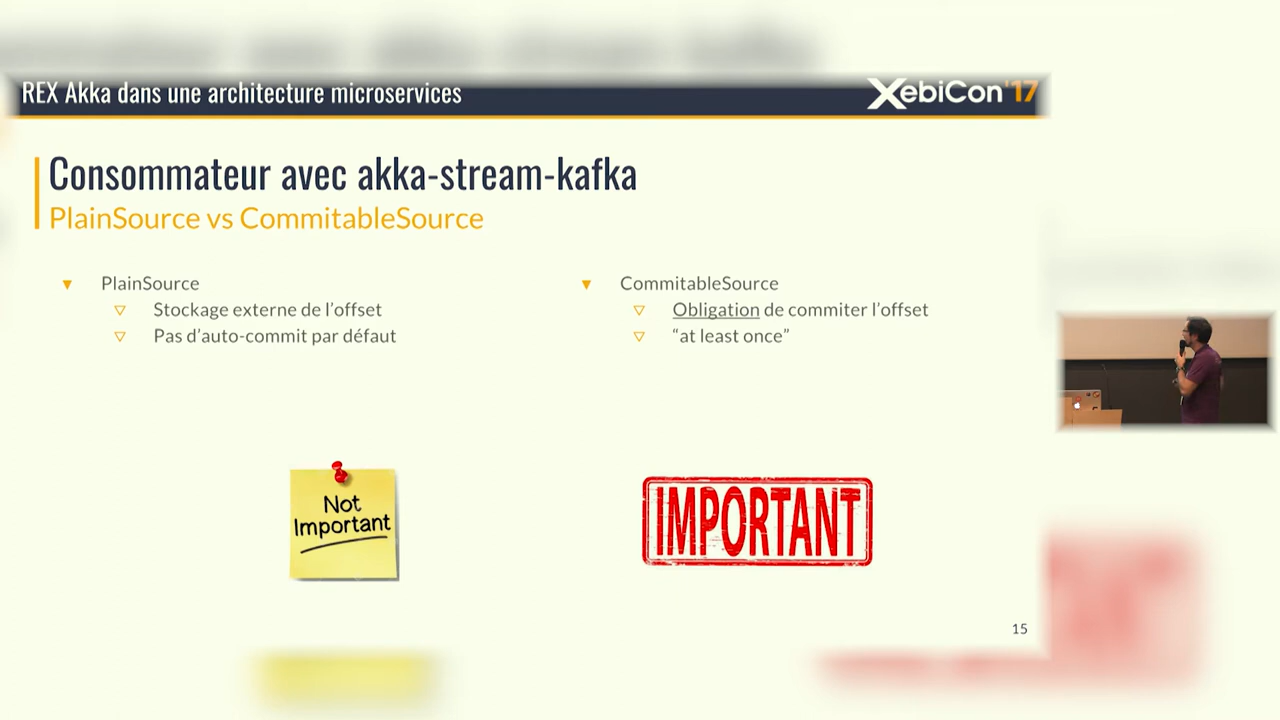 REX Akka dans une architecture microservices
XebiCon'17
Consommateur avec akka-stream-kafka
PlainSource vs CommitableSource
PlainSource
Stockage externe de l'offset
Pas d'auto-commit par défaut
CommitableSource
Obligation de commiter l'offset
“at least once”
Not
Important
IMPORTANT
15